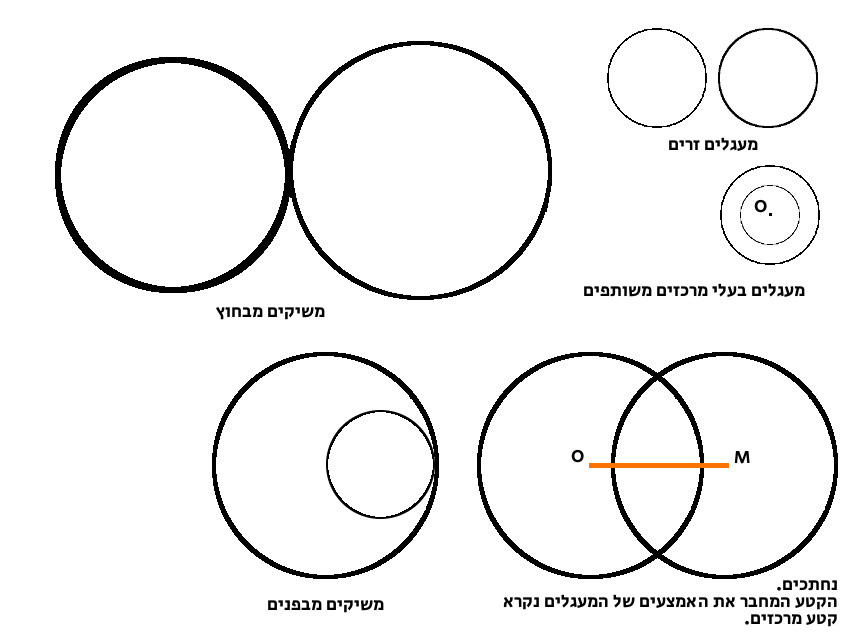 מעגלים זרים
O.
מעגלים בעלי מרכזים משותפים
משיקים מבחוץ
O
M
נחתכים.
הקטע המחבר את האמצעים של המעגלים נקרא
קטע מרכזים.
משיקים מבפנים